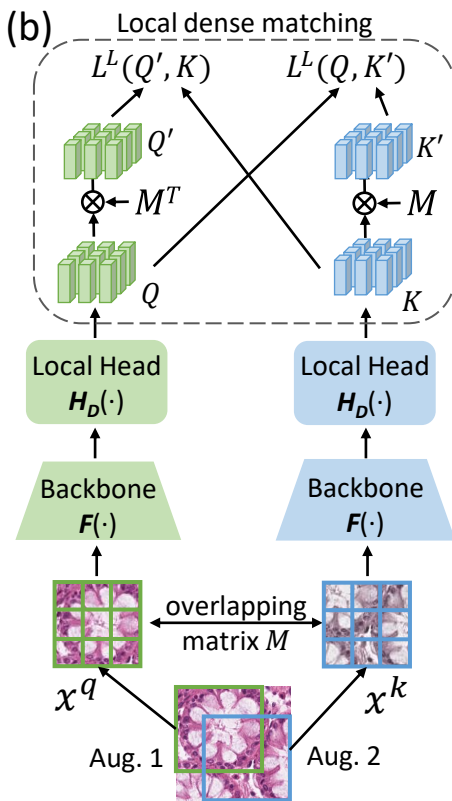 (b)
Local dense matching
L^L(Q', K) L^L(Q, K')
Q' K'
⊗ M^T ⊗ M
Q K
Local Head Local Head
H_D(·) H_D(·)
Backbone Backbone
F(·) F(·)
overlapping
matrix M
x^q x^k
Aug. 1 Aug. 2